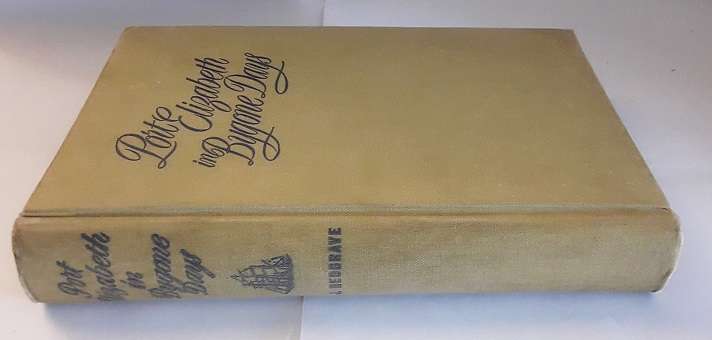 Port
Elizabeth
in Bygone Days
Port
Elizabeth
in
Bygone
Days
J REDGRAVE